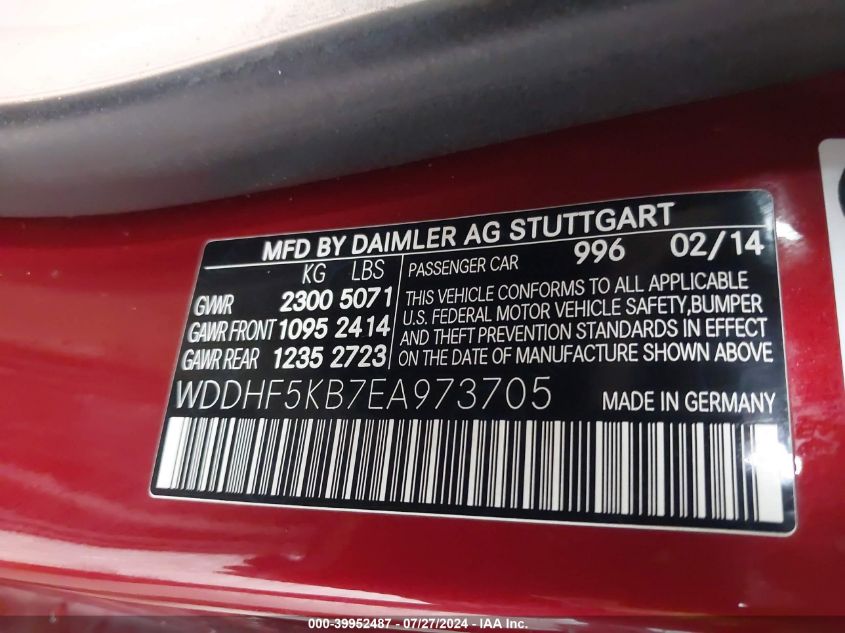 MFD BY DAIMLER AG STUTTGART
KG LBS PASSENGER CAR 996 02/14
GVWR 2300 5071
GAWR FRONT 1095 2414
GAWR REAR 1235 2723
THIS VEHICLE CONFORMS TO ALL APPLICABLE
U.S. FEDERAL MOTOR VEHICLE SAFETY,BUMPER
AND THEFT PREVENTION STANDARDS IN EFFECT
ON THE DATE OF MANUFACTURE SHOWN ABOVE
WDDHF5KB7EA973705 MADE IN GERMANY
000-39952487 - 07/27/2024 - IAA Inc.